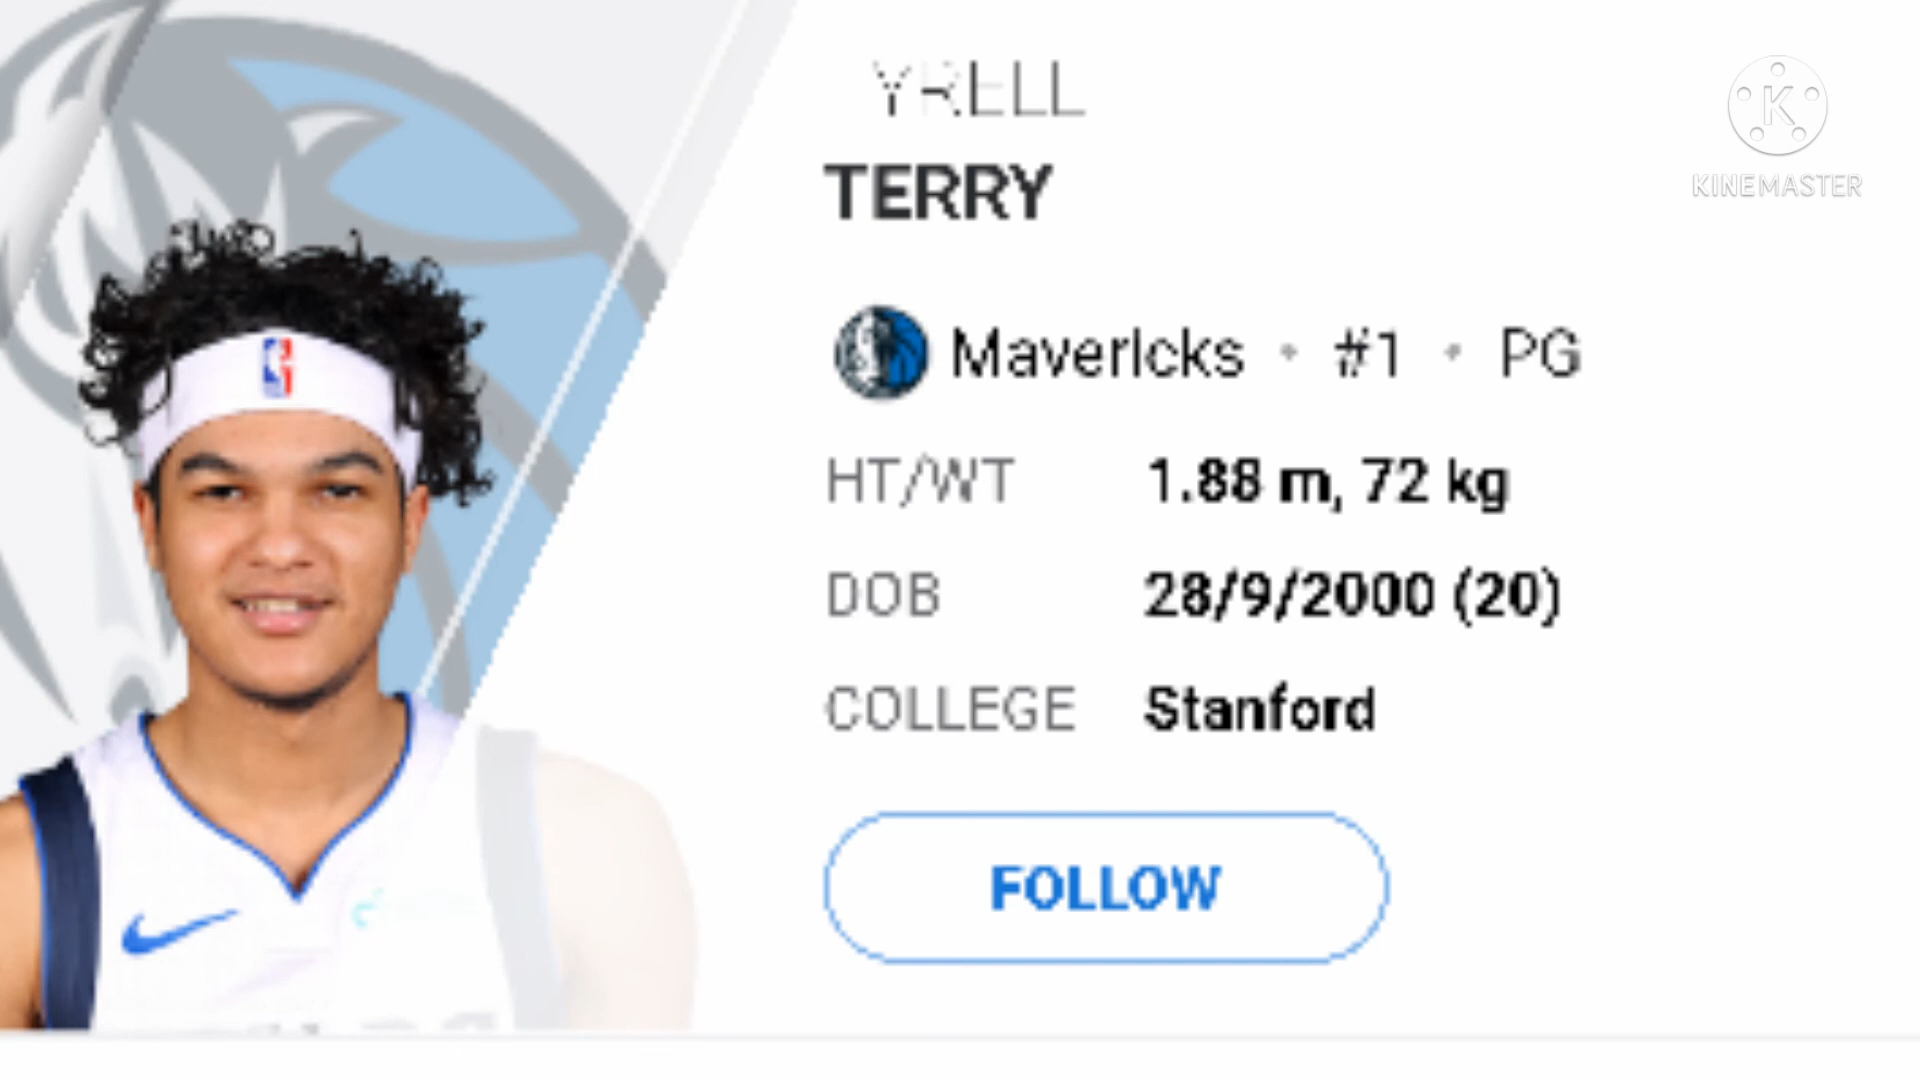 YRELL
TERRY
Mavericks • #1 • PG
HT/WT 1.88 m, 72 kg
DOB 28/9/2000 (20)
COLLEGE Stanford
FOLLOW
K
KINEMASTER